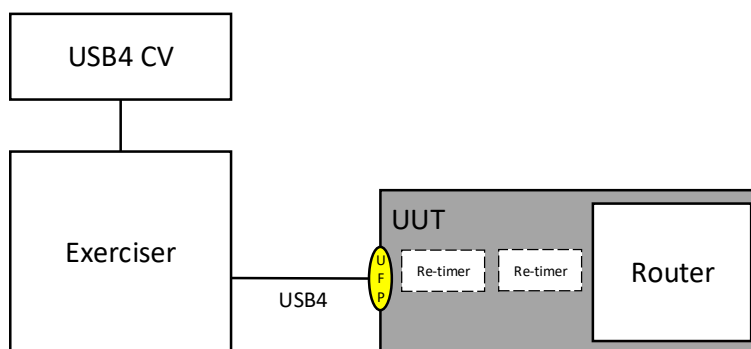 USB4 CV
Exerciser
USB4
UUT
U
F
P
Re-timer
Re-timer
Router